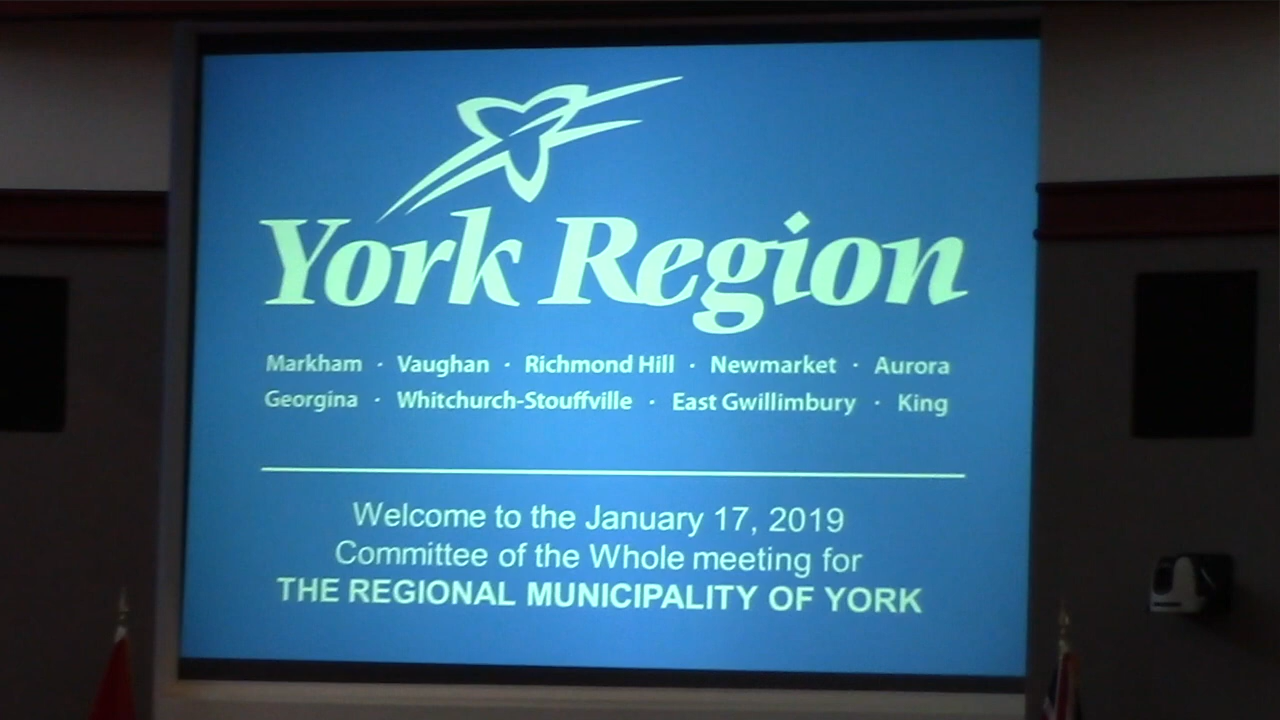 York Region
Markham · Vaughan · Richmond Hill · Newmarket · Aurora
Georgina · Whitchurch-Stouffville · East Gwillimbury · King
Welcome to the January 17, 2019
Committee of the Whole meeting for
THE REGIONAL MUNICIPALITY OF YORK